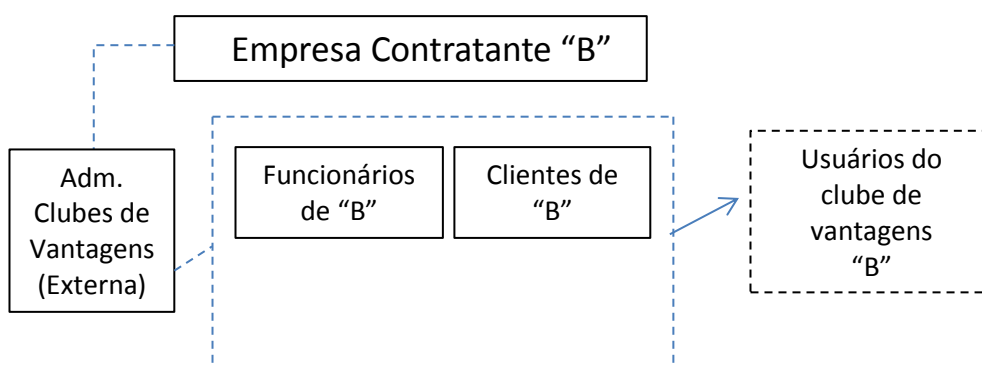 Empresa Contratante “B”
Adm.
Clubes de
Vantagens
(Externa)
Funcionários
de “B”
Clientes de
“B”
Usuários do
clube de
vantagens
“B”